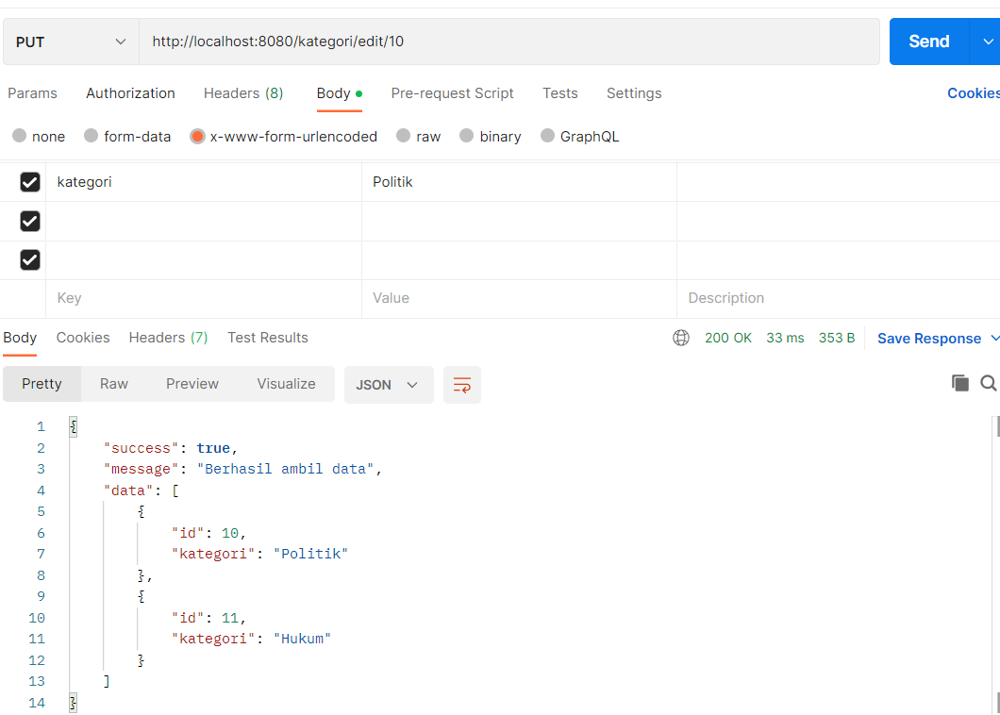 PUT http://localhost:8080/kategori/edit/10 Send
Params Authorization Headers (8) Body Pre-request Script Tests Settings Cookies
none form-data x-www-form-urlencoded raw binary GraphQL
kategori Politik
Key Value Description
Body Cookies Headers (7) Test Results 200 OK 33 ms 353 B Save Response
Pretty Raw Preview Visualize JSON
1 {
2 "success": true,
3 "message": "Berhasil ambil data",
4 "data": [
5 {
6 "id": 10,
7 "kategori": "Politik"
8 },
9 {
10 "id": 11,
11 "kategori": "Hukum"
12 }
13 ]
14 }